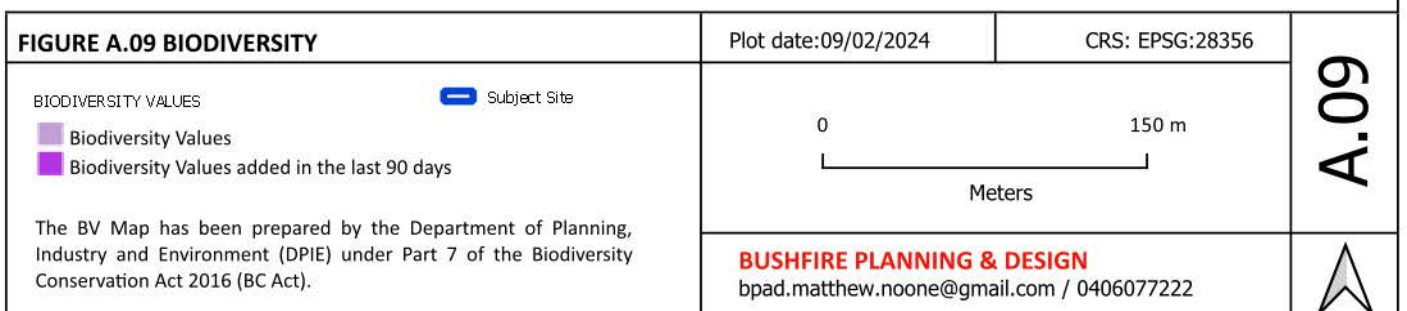 FIGURE A.09 BIODIVERSITY
Plot date:09/02/2024
CRS: EPSG:28356
A.09
BIODIVERSITY VALUES
Subject Site
Biodiversity Values
Biodiversity Values added in the last 90 days
The BV Map has been prepared by the Department of Planning,
Industry and Environment (DPIE) under Part 7 of the Biodiversity
Conservation Act 2016 (BC Act).
0
150 m
Meters
BUSHFIRE PLANNING & DESIGN
bpad.matthew.noone@gmail.com / 0406077222